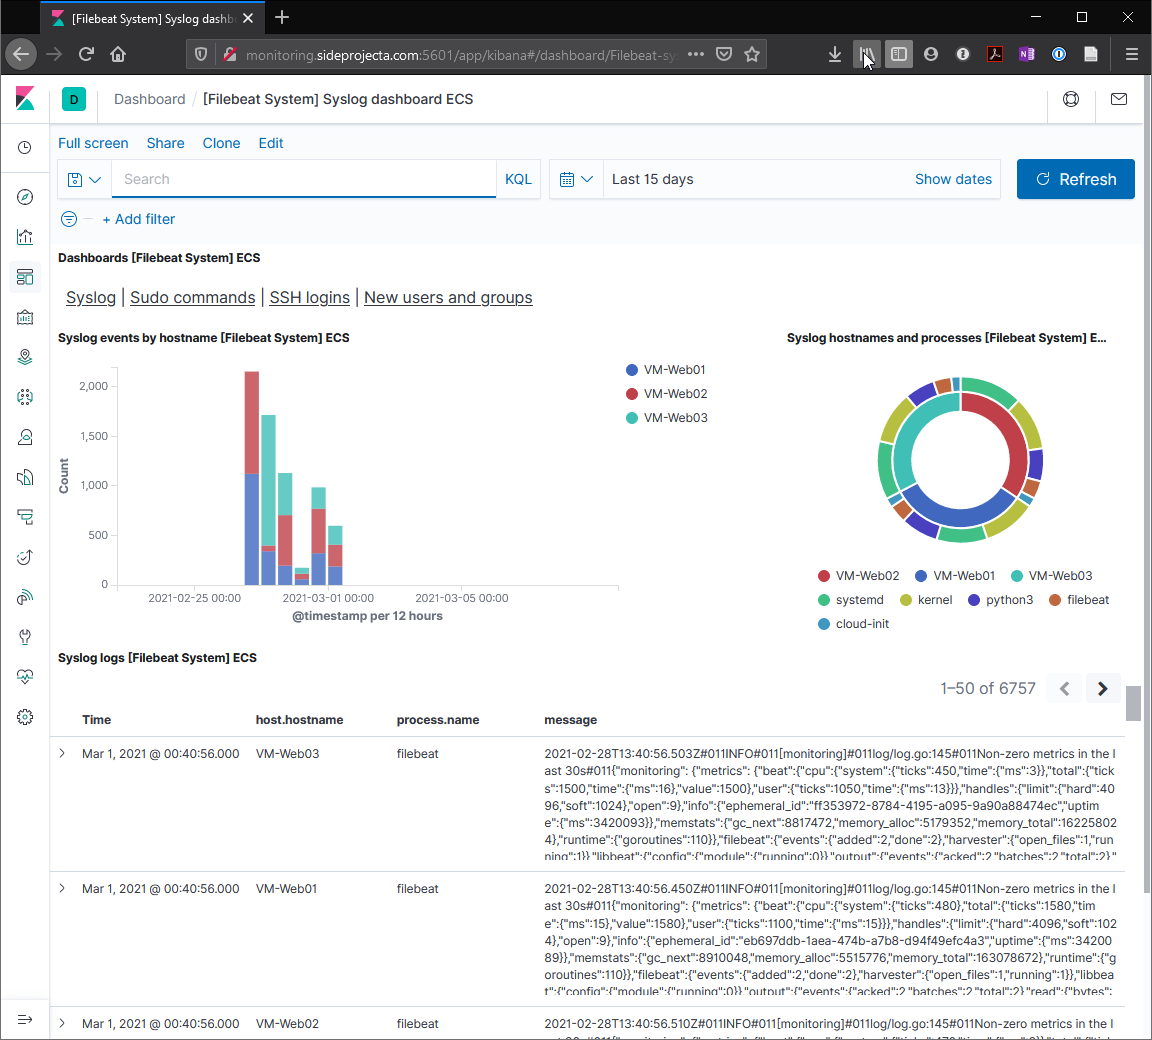 [Filebeat System] Syslog dashb
monitoring.sideprojecta.com:5601/app/kibana#/dashboard/Filebeat-sy
D
Dashboard / [Filebeat System] Syslog dashboard ECS
Full screen Share Clone Edit
Search KQL Last 15 days Show dates Refresh
+ Add filter
Dashboards [Filebeat System] ECS
Syslog | Sudo commands | SSH logins | New users and groups
Syslog events by hostname [Filebeat System] ECS
VM-Web01
VM-Web02
VM-Web03
2,000
1,500
1,000
500
0
Count
2021-02-25 00:00 2021-03-01 00:00 2021-03-05 00:00
@timestamp per 12 hours
Syslog hostnames and processes [Filebeat System] E...
VM-Web02 VM-Web01 VM-Web03
systemd kernel python3 filebeat
cloud-init
Syslog logs [Filebeat System] ECS
1–50 of 6757
Time host.hostname process.name message
Mar 1, 2021 @ 00:40:56.000 VM-Web03 filebeat 2021-02-28T13:40:56.503Z#011INFO#011[monitoring]#011log/log.go:145#011Non-zero metrics in the l
ast 30s#011{"monitoring": {"metrics": {"beat":{"cpu":{"system":{"ticks":450,"time":{"ms":3}},"total":{"tick
s":1500,"time":{"ms":16},"value":1500},"user":{"ticks":1050,"time":{"ms":13}}},"handles":{"limit":{"hard":40
96,"soft":1024},"open":9},"info":{"ephemeral_id":"ff353972-8784-4195-a095-9a90a88474ec","uptim
e":{"ms":3420093}},"memstats":{"gc_next":8817472,"memory_alloc":5179352,"memory_total":16225802
4},"runtime":{"goroutines":110}},"filebeat":{"events":{"added":2,"done":2},"harvester":{"open_files":1,"run
ning":1}},"libbeat":{"config":{"module":{"running":0}},"output":{"events":{"acked":2,"batches":2,"total":2},"
Mar 1, 2021 @ 00:40:56.000 VM-Web01 filebeat 2021-02-28T13:40:56.450Z#011INFO#011[monitoring]#011log/log.go:145#011Non-zero metrics in the l
ast 30s#011{"monitoring": {"metrics": {"beat":{"cpu":{"system":{"ticks":480},"total":{"ticks":1580,"tim
e":{"ms":15},"value":1580},"user":{"ticks":1100,"time":{"ms":15}}},"handles":{"limit":{"hard":4096,"soft":102
4},"open":9},"info":{"ephemeral_id":"eb697ddb-1aea-474b-a7b8-d94f49efc4a3","uptime":{"ms":34200
89}},"memstats":{"gc_next":8910048,"memory_alloc":5515776,"memory_total":163078672},"runtime":{"g
oroutines":110}},"filebeat":{"events":{"added":2,"done":2},"harvester":{"open_files":1,"running":1}},"libbe
at":{"config":{"module":{"running":0}},"output":{"events":{"acked":2,"batches":2,"total":2},"read":{"bytes":
Mar 1, 2021 @ 00:40:56.000 VM-Web02 filebeat 2021-02-28T13:40:56.510Z#011INFO#011[monitoring]#011log/log.go:145#011Non-zero metrics in the l